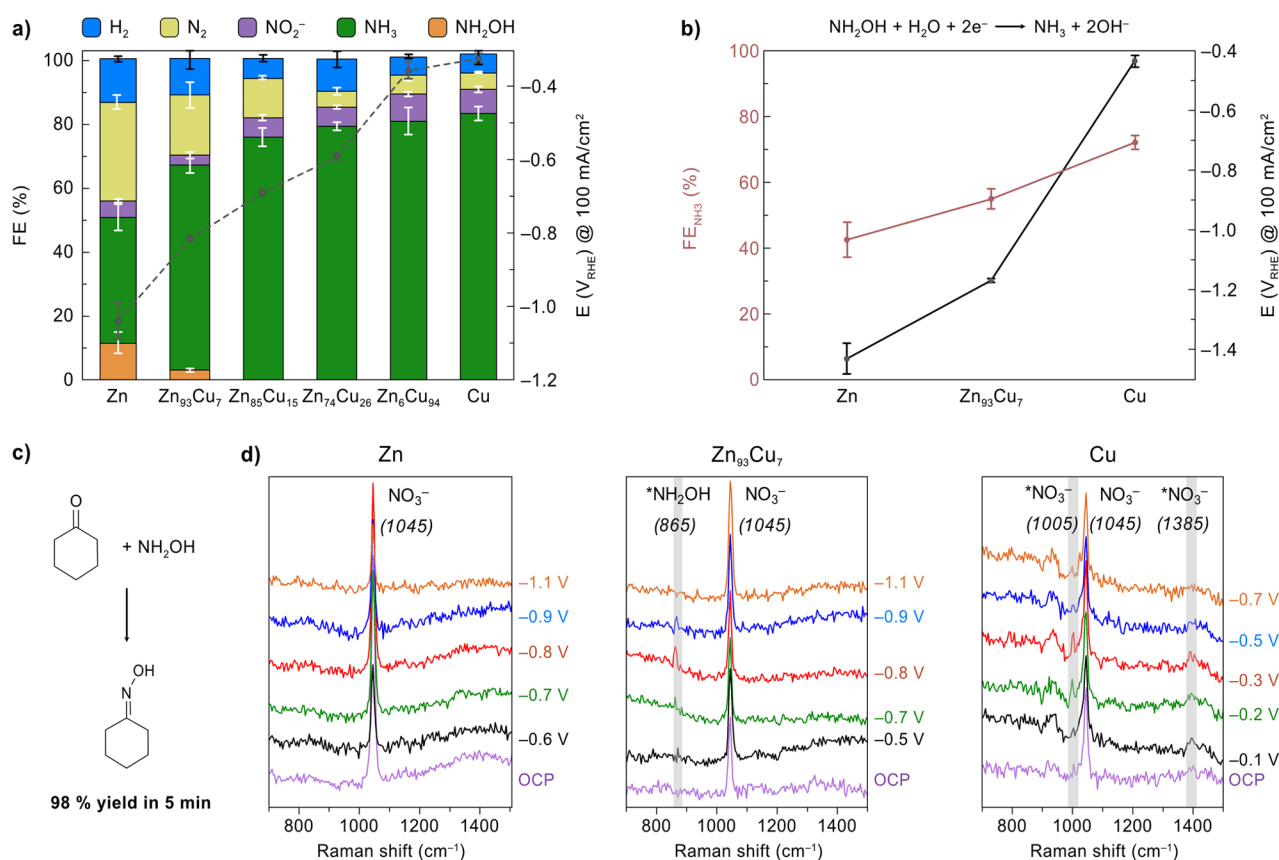 a)
H₂ N₂ NO₂⁻ NH₃ NH₂OH
FE (%)
100
80
60
40
20
0
−0.4
−0.6
−0.8
−1.0
−1.2
E (V_RHE) @ 100 mA/cm²
Zn Zn₉₃Cu₇ Zn₈₅Cu₁₅ Zn₇₄Cu₂₆ Zn₆Cu₉₄ Cu
b)
NH₂OH + H₂O + 2e⁻ ⟶ NH₃ + 2OH⁻
FE_NH3 (%)
100
80
60
40
20
0
−0.4
−0.6
−0.8
−1.0
−1.2
−1.4
E (V_RHE) @ 100 mA/cm²
Zn Zn₉₃Cu₇ Cu
c)
O
+ NH₂OH
OH
N
98 % yield in 5 min
d)
Zn
NO₃⁻
(1045)
−1.1 V
−0.9 V
−0.8 V
−0.7 V
−0.6 V
OCP
800 1000 1200 1400
Raman shift (cm⁻¹)
Zn₉₃Cu₇
*NH₂OH NO₃⁻
(865) (1045)
−1.1 V
−0.9 V
−0.8 V
−0.7 V
−0.5 V
OCP
800 1000 1200 1400
Raman shift (cm⁻¹)
Cu
*NO₃⁻ NO₃⁻ *NO₃⁻
(1005) (1045) (1385)
−0.7 V
−0.5 V
−0.3 V
−0.2 V
−0.1 V
OCP
800 1000 1200 1400
Raman shift (cm⁻¹)